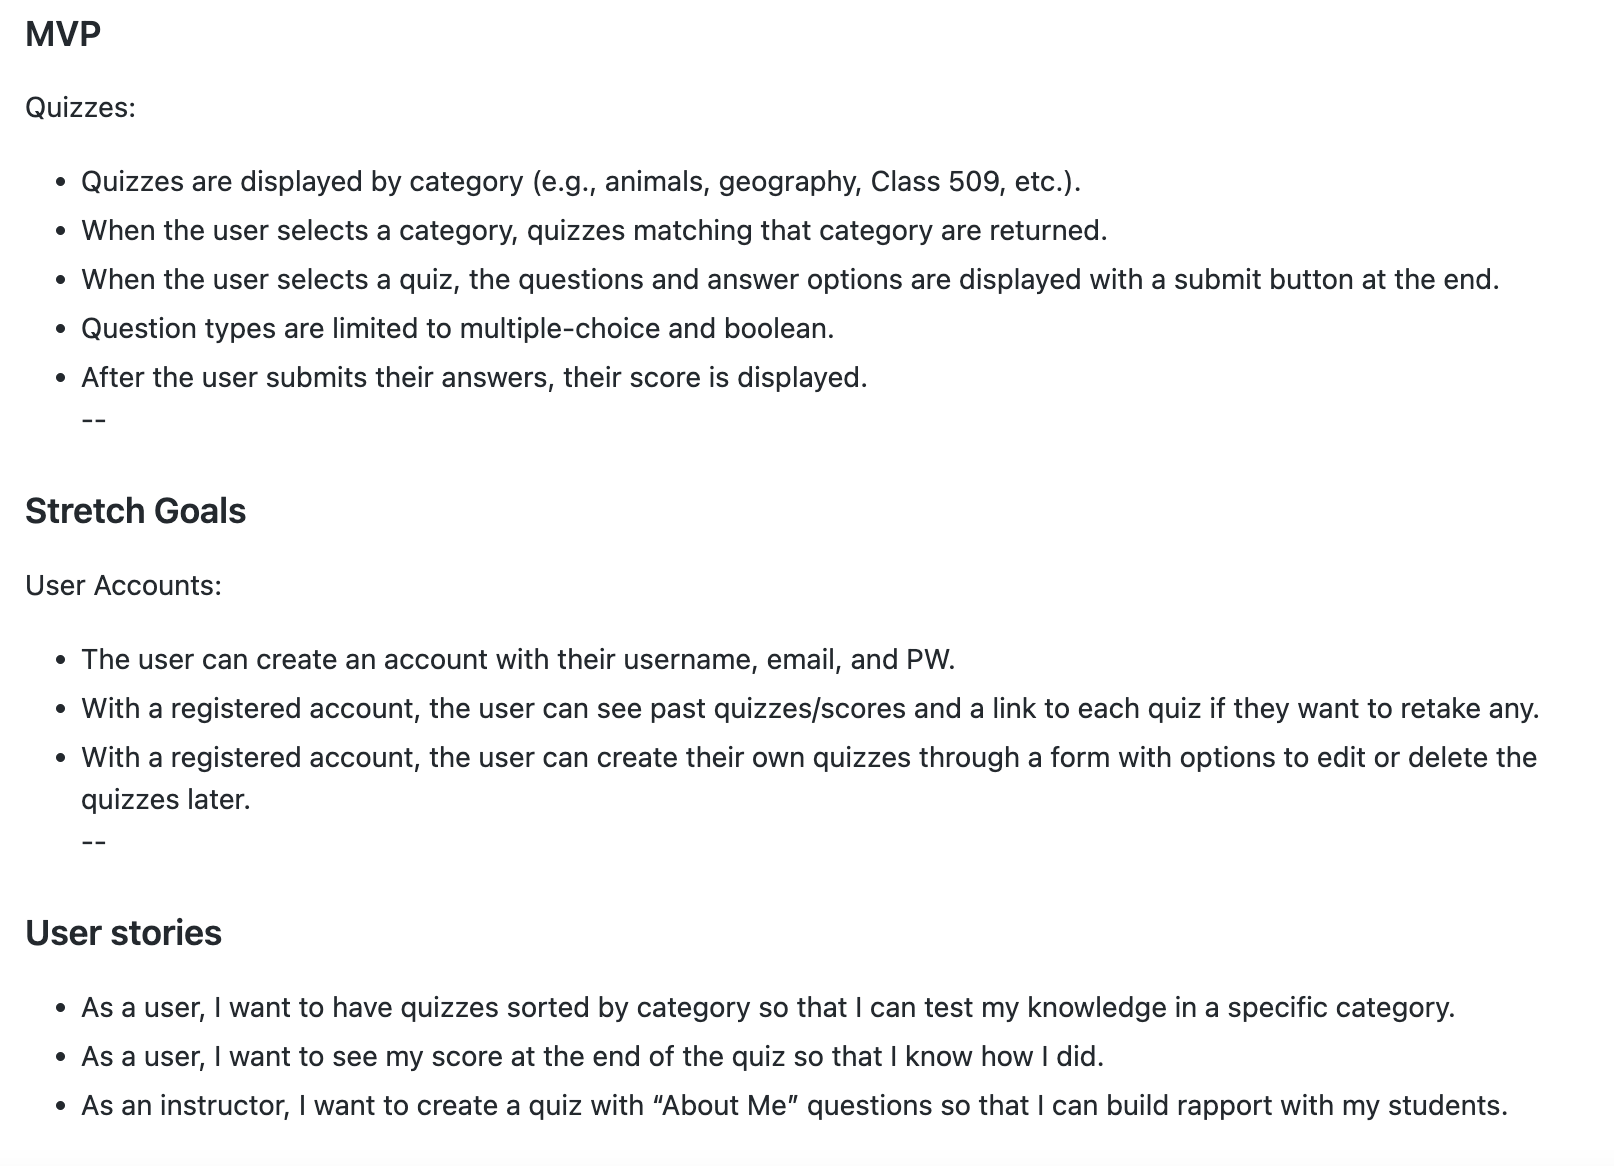 MVP
Quizzes:
• Quizzes are displayed by category (e.g., animals, geography, Class 509, etc.).
• When the user selects a category, quizzes matching that category are returned.
• When the user selects a quiz, the questions and answer options are displayed with a submit button at the end.
• Question types are limited to multiple-choice and boolean.
• After the user submits their answers, their score is displayed.
--
Stretch Goals
User Accounts:
• The user can create an account with their username, email, and PW.
• With a registered account, the user can see past quizzes/scores and a link to each quiz if they want to retake any.
• With a registered account, the user can create their own quizzes through a form with options to edit or delete the
quizzes later.
--
User stories
• As a user, I want to have quizzes sorted by category so that I can test my knowledge in a specific category.
• As a user, I want to see my score at the end of the quiz so that I know how I did.
• As an instructor, I want to create a quiz with “About Me” questions so that I can build rapport with my students.